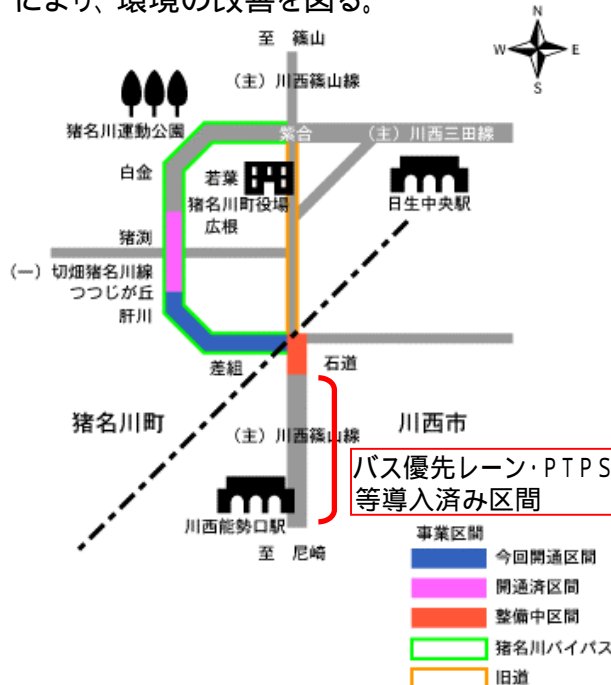 により、環境の改善を図る。
N
W
E
S
至 篠山
(主)川西篠山線
猪名川運動公園
紫合
(主)川西三田線
白金
若葉
猪名川町役場
日生中央駅
広根
猪渕
(一)切畑猪名川線
つつじが丘
肝川
差組
石道
猪名川町
(主)川西篠山線
川西市
バス優先レーン・PTPS
等導入済み区間
川西能勢口駅
至 尼崎
事業区間
今回開通区間
開通済区間
整備中区間
猪名川バイパス
旧道